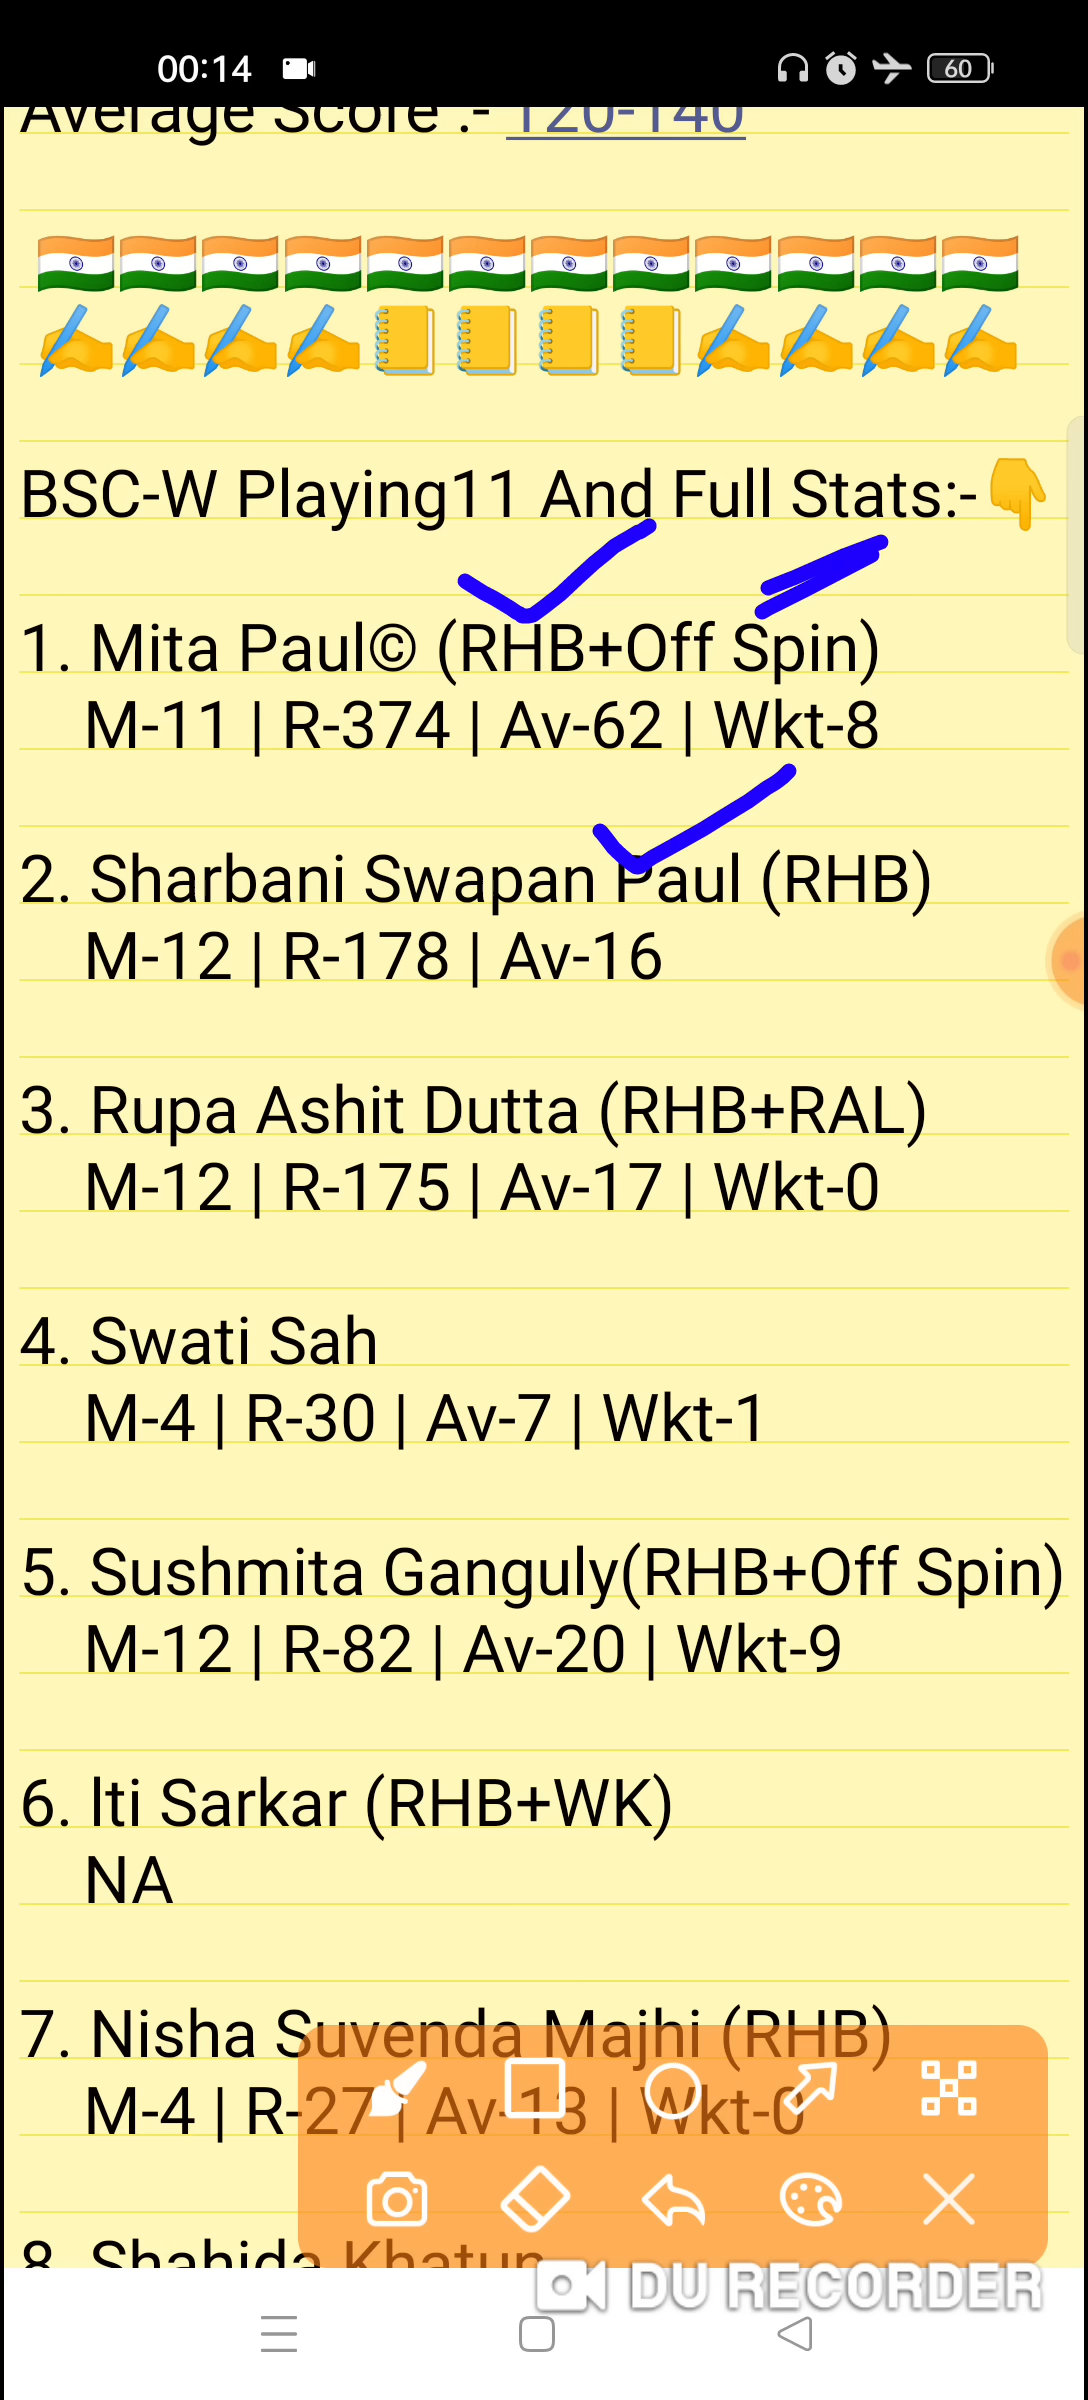 00:14 60
Average Score :- 120-140
BSC-W Playing11 And Full Stats:-👇
1. Mita Paul© (RHB+Off Spin)
M-11 | R-374 | Av-62 | Wkt-8
2. Sharbani Swapan Paul (RHB)
M-12 | R-178 | Av-16
3. Rupa Ashit Dutta (RHB+RAL)
M-12 | R-175 | Av-17 | Wkt-0
4. Swati Sah
M-4 | R-30 | Av-7 | Wkt-1
5. Sushmita Ganguly(RHB+Off Spin)
M-12 | R-82 | Av-20 | Wkt-9
6. Iti Sarkar (RHB+WK)
NA
7. Nisha Suvenda Majhi (RHB)
M-4 | R-27 | Av-13 | Wkt-0
8. Shahida Khatun
DU RECORDER